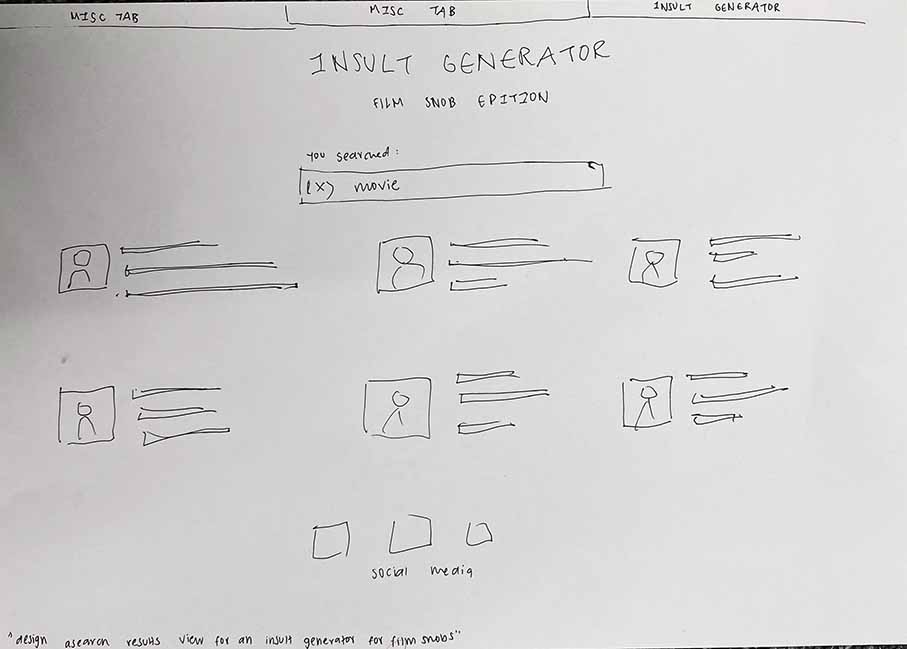 MISC TAB
MISC TAB
INSULT GENERATOR
INSULT GENERATOR
FILM SNOB EDITION
You searched:
(X) movie
social media
"design asearch results view for an insult generator for film snobs"